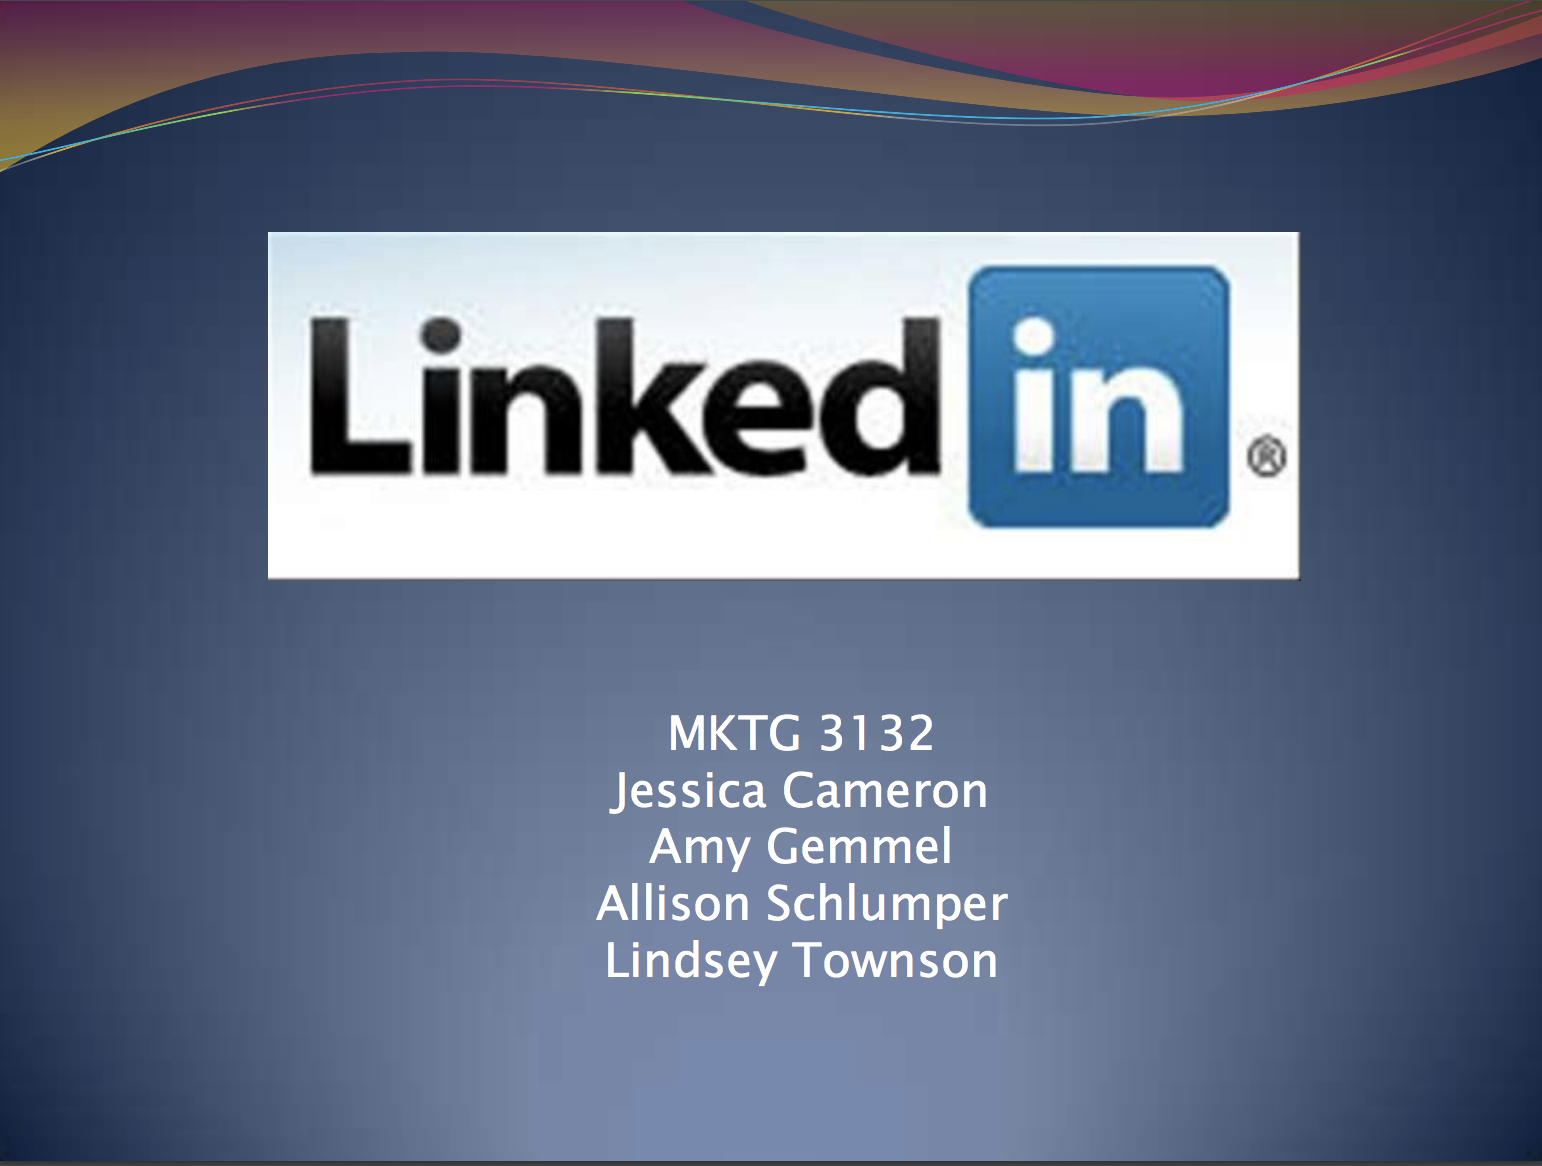 Linked in ®
MKTG 3132
Jessica Cameron
Amy Gemmel
Allison Schlumper
Lindsey Townson